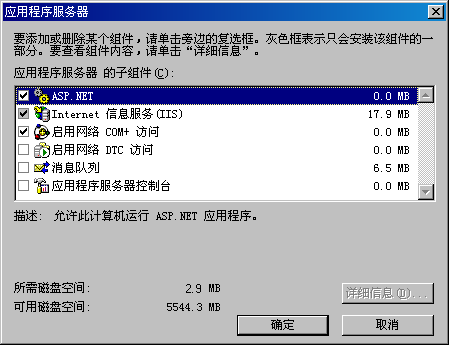 应用程序服务器
要添加或删除某个组件,请单击旁边的复选框。灰色框表示只会安装该组件的一
部分。要查看组件内容,请单击“详细信息”。
应用程序服务器 的子组件(C):
ASP.NET 0.0 MB
Internet 信息服务(IIS) 17.9 MB
启用网络 COM+ 访问 0.0 MB
启用网络 DTC 访问 0.0 MB
消息队列 6.5 MB
应用程序服务器控制台 0.0 MB
描述: 允许此计算机运行 ASP.NET 应用程序。
所需磁盘空间: 2.9 MB
可用磁盘空间: 5544.3 MB
详细信息(D)...
确定 取消